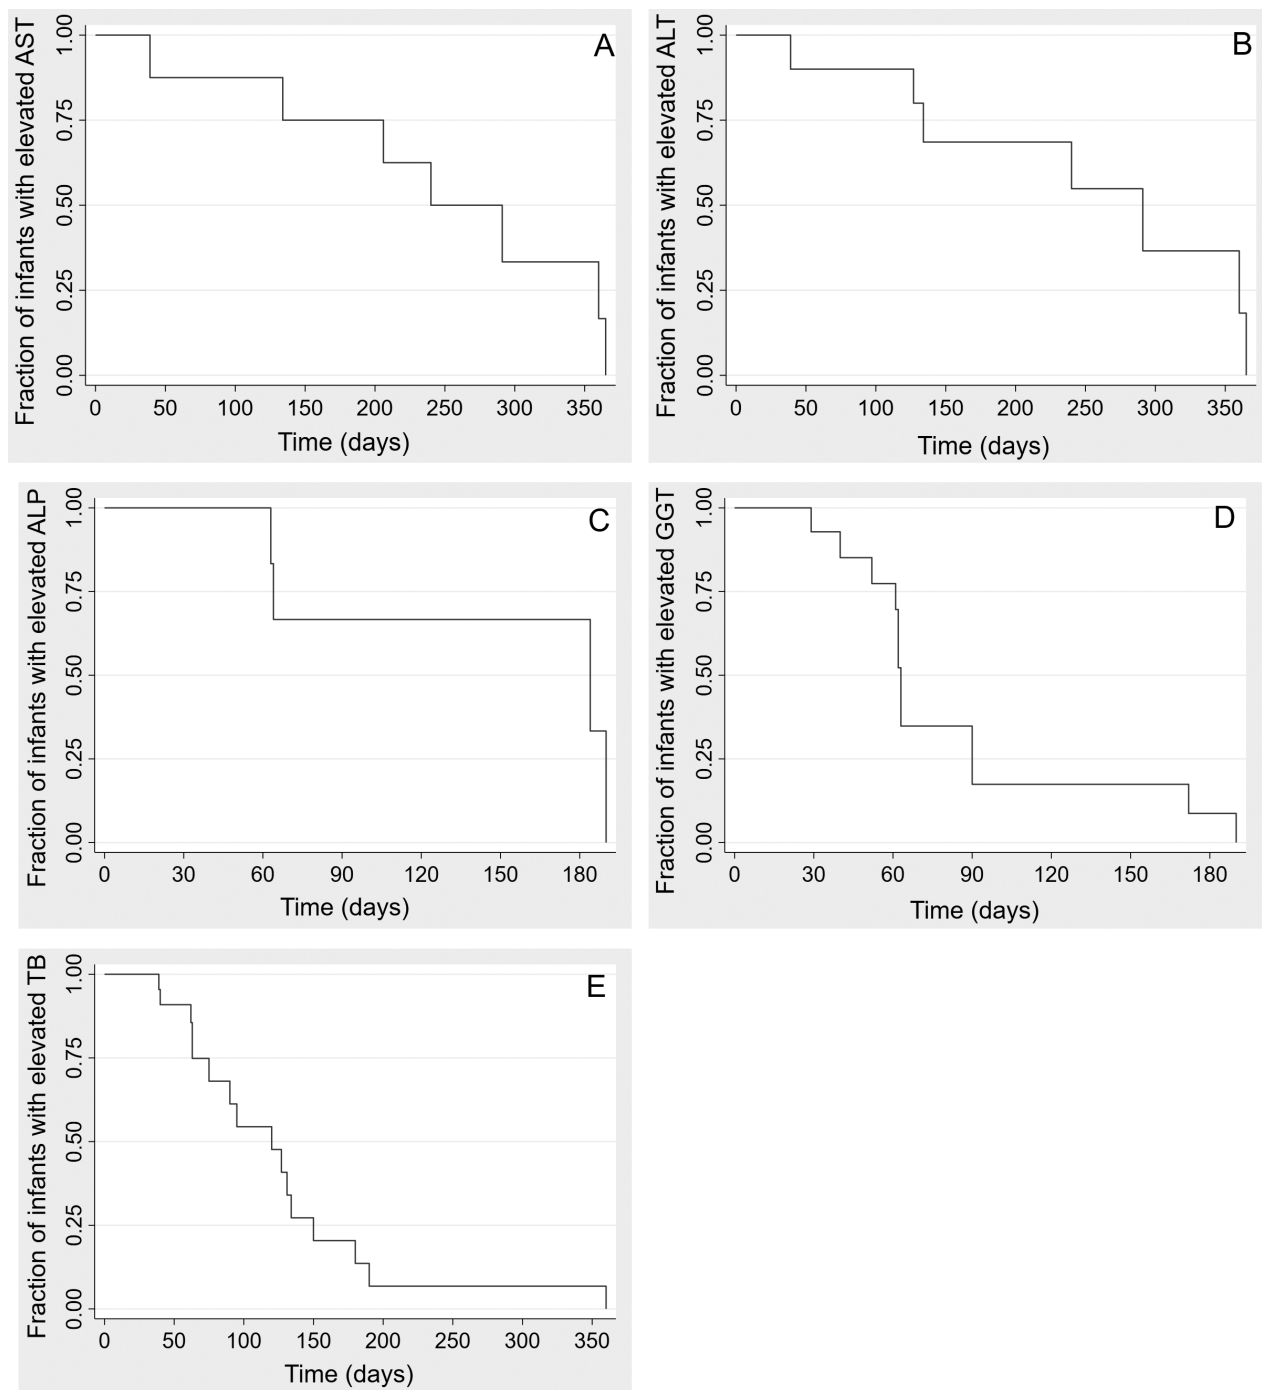 A
Fraction of infants with elevated AST
1.00
0.75
0.50
0.25
0.00
0 50 100 150 200 250 300 350
Time (days)
B
Fraction of infants with elevated ALT
1.00
0.75
0.50
0.25
0.00
0 50 100 150 200 250 300 350
Time (days)
C
Fraction of infants with elevated ALP
1.00
0.75
0.50
0.25
0.00
0 30 60 90 120 150 180
Time (days)
D
Fraction of infants with elevated GGT
1.00
0.75
0.50
0.25
0.00
0 30 60 90 120 150 180
Time (days)
E
Fraction of infants with elevated TB
1.00
0.75
0.50
0.25
0.00
0 50 100 150 200 250 300 350
Time (days)